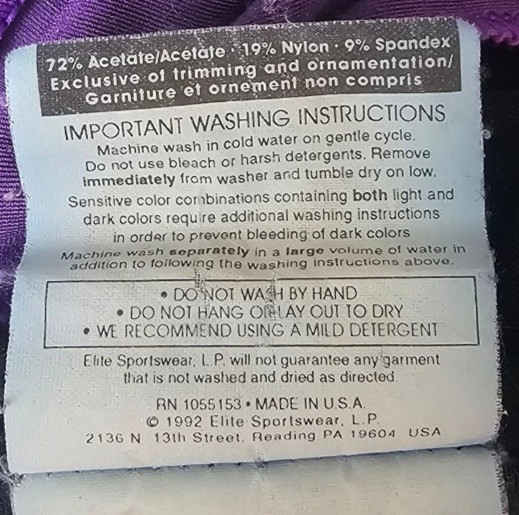 72% Acetate/Acétate · 19% Nylon · 9% Spandex
Exclusive of trimming and ornamentation/
Garniture et ornement non compris
IMPORTANT WASHING INSTRUCTIONS
Machine wash in cold water on gentle cycle.
Do not use bleach or harsh detergents. Remove
immediately from washer and tumble dry on low.
Sensitive color combinations containing both light and
dark colors require additional washing instructions
in order to prevent bleeding of dark colors
Machine wash separately in a large volume of water in
addition to following the washing instructions above.
• DO NOT WASH BY HAND
• DO NOT HANG OR LAY OUT TO DRY
• WE RECOMMEND USING A MILD DETERGENT
Elite Sportswear, L.P. will not guarantee any garment
that is not washed and dried as directed.
RN 1055153 • MADE IN U.S.A.
© 1992 Elite Sportswear, L.P.
2136 N 13th Street, Reading PA 19604 USA